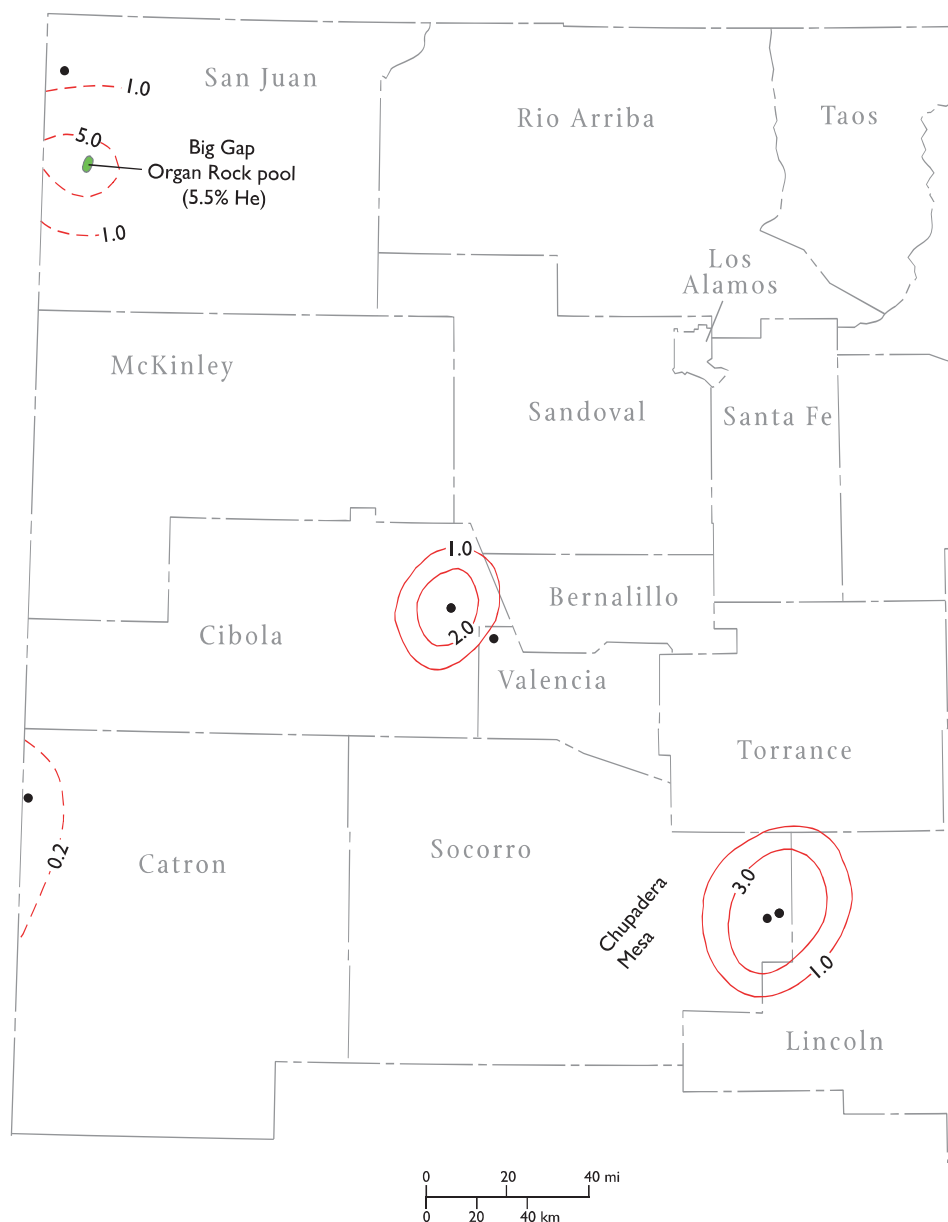 San Juan
1.0
Rio Arriba
Taos
5.0
Big Gap
Organ Rock pool
(5.5% He)
1.0
Los
Alamos
McKinley
Sandoval
Santa Fe
1.0
Bernalillo
2.0
Cibola
Valencia
Torrance
0.2
Catron
Socorro
3.0
Chupadera
Mesa
1.0
Lincoln
0 20 40 mi
0 20 40 km